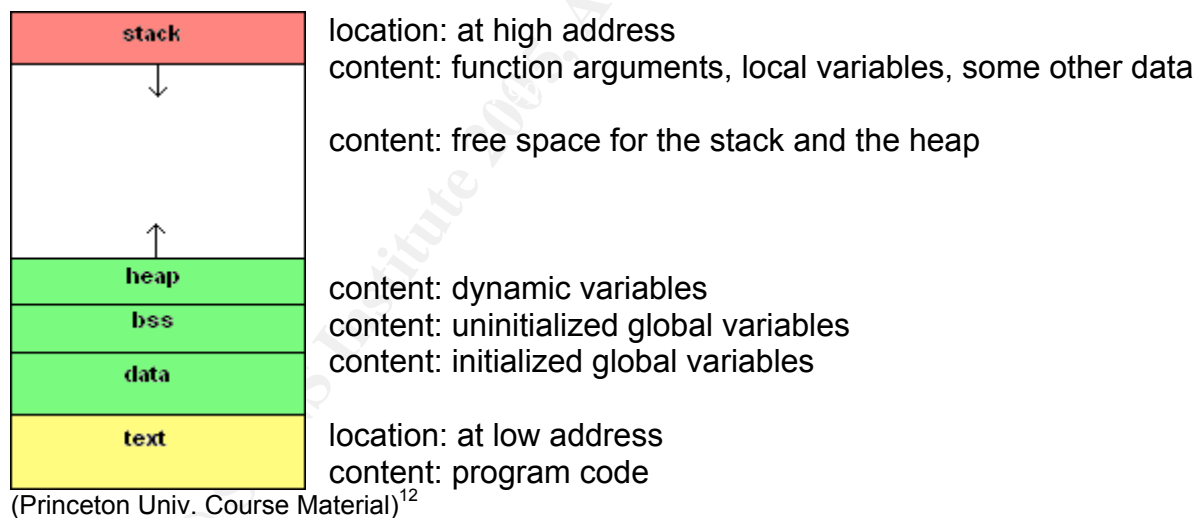 stack
location: at high address
content: function arguments, local variables, some other data
content: free space for the stack and the heap
heap
content: dynamic variables
bss
content: uninitialized global variables
data
content: initialized global variables
text
location: at low address
content: program code
(Princeton Univ. Course Material)12